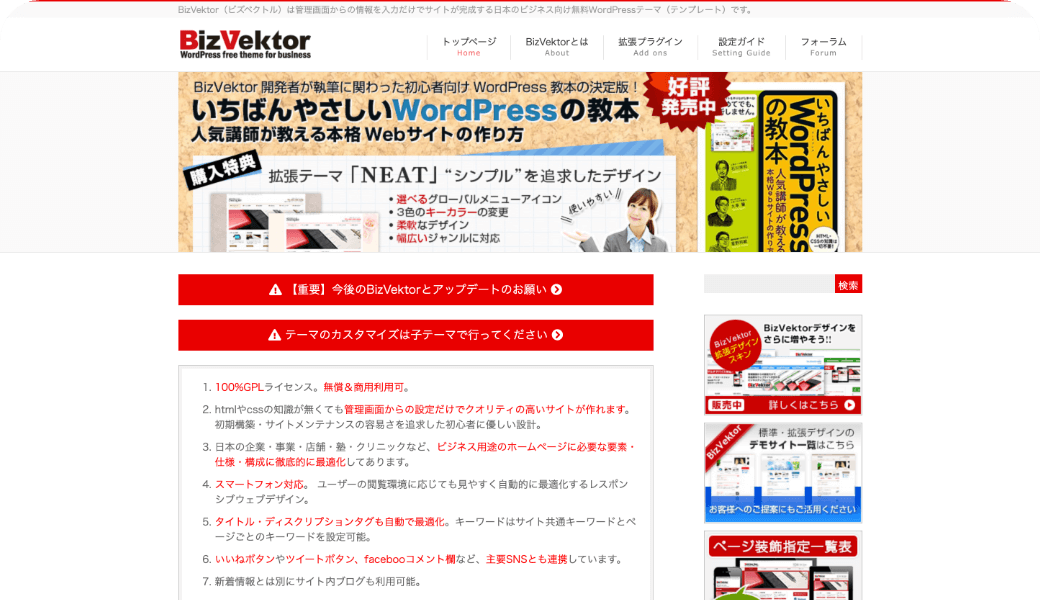 BizVektor（ビズベクトル）は管理画面からの情報を入力だけでサイトが完成する日本のビジネス向け無料WordPressテーマ（テンプレート）です。
BizVektor
WordPress free theme for business
トップページ
Home
BizVektorとは
About
拡張プラグイン
Add ons
設定ガイド
Setting Guide
フォーラム
Forum
BizVektor 開発者が執筆に関わった初心者向け WordPress 教本の決定版！
いちばんやさしいWordPressの教本
人気講師が教える本格 Webサイトの作り方
好評
発売中
購入特典
拡張テーマ「NEAT」“シンプル”を追求したデザイン
・選べるグローバルメニューアイコン
・3色のキーカラーの変更
・柔軟なデザイン
・幅広いジャンルに対応
使いやすい
いちばんやさしい
WordPress
の教本
人気講師が教える
本格Webサイトの作り方
HTML・
CSSの知識は
一切不要!
【重要】今後のBizVektorとアップデートのお願い
テーマのカスタマイズは子テーマで行ってください
検索
1. 100%GPLライセンス。無償＆商用利用可。
2. htmlやcssの知識が無くても管理画面からの設定だけでクオリティの高いサイトが作れます。
初期構築・サイトメンテナンスの容易さを追求した初心者に優しい設計。
3. 日本の企業・事業・店舗・塾・クリニックなど、ビジネス用途のホームページに必要な要素・
仕様・構成に徹底的に最適化してあります。
4. スマートフォン対応。 ユーザーの閲覧環境に応じても見やすく自動的に最適化するレスポン
シブウェブデザイン。
5. タイトル・ディスクリプションタグも自動で最適化。キーワードはサイト共通キーワードとペ
ージごとのキーワードを設定可能。
6. いいねボタンやツイートボタン、facebooコメント欄など、主要SNSとも連携しています。
7. 新着情報とは別にサイト内ブログも利用可能。
BizVektor
拡張デザイン
スキン
BizVektorデザインを
さらに増やそう!!
販売中
詳しくはこちら
BizVektor
標準・拡張デザインの
デモサイト一覧はこちら
お客様へのご提案にもご活用ください
ページ装飾指定一覧表